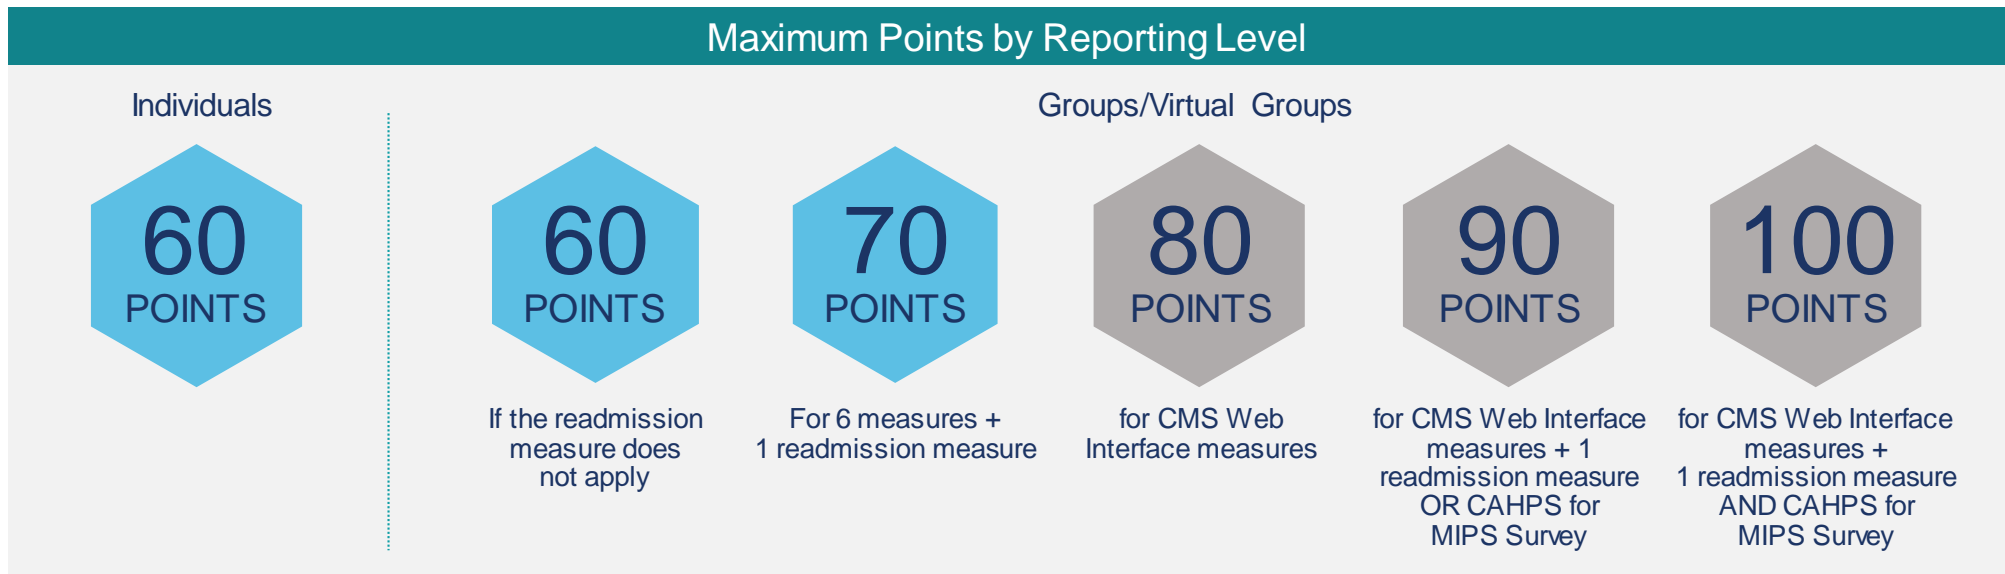 Maximum Points by Reporting Level
Individuals
60
POINTS
Groups/Virtual Groups
60
POINTS
If the readmission
measure does
not apply
70
POINTS
For 6 measures +
1 readmission measure
80
POINTS
for CMS Web
Interface measures
90
POINTS
for CMS Web Interface
measures + 1
readmission measure
OR CAHPS for
MIPS Survey
100
POINTS
for CMS Web Interface
measures +
1 readmission measure
AND CAHPS for
MIPS Survey